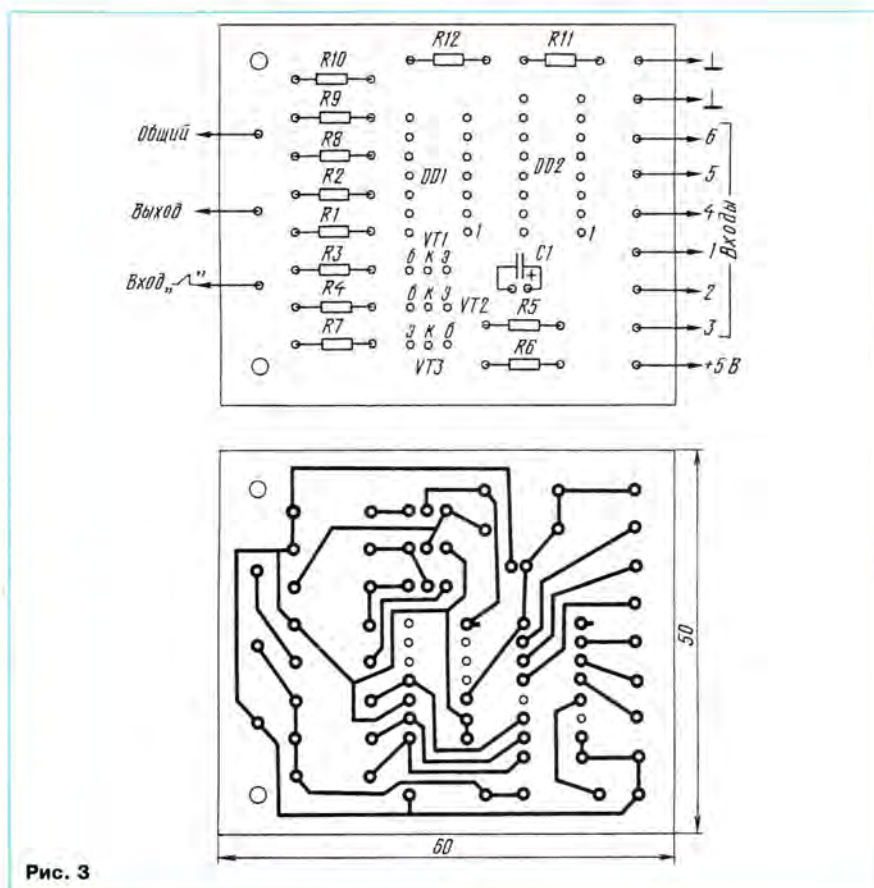 R12
R11
R10
R9
Общий
6
R8
5
DD1
DD2
R2
4
Выход
R1
1
1
1
Входы
VT1
R3
б к э
C1
+
2
Вход „ ”
R4
б к э
VT2
R5
3
R7
э к б
R6
VT3
+5 В
50
60
Рис. 3